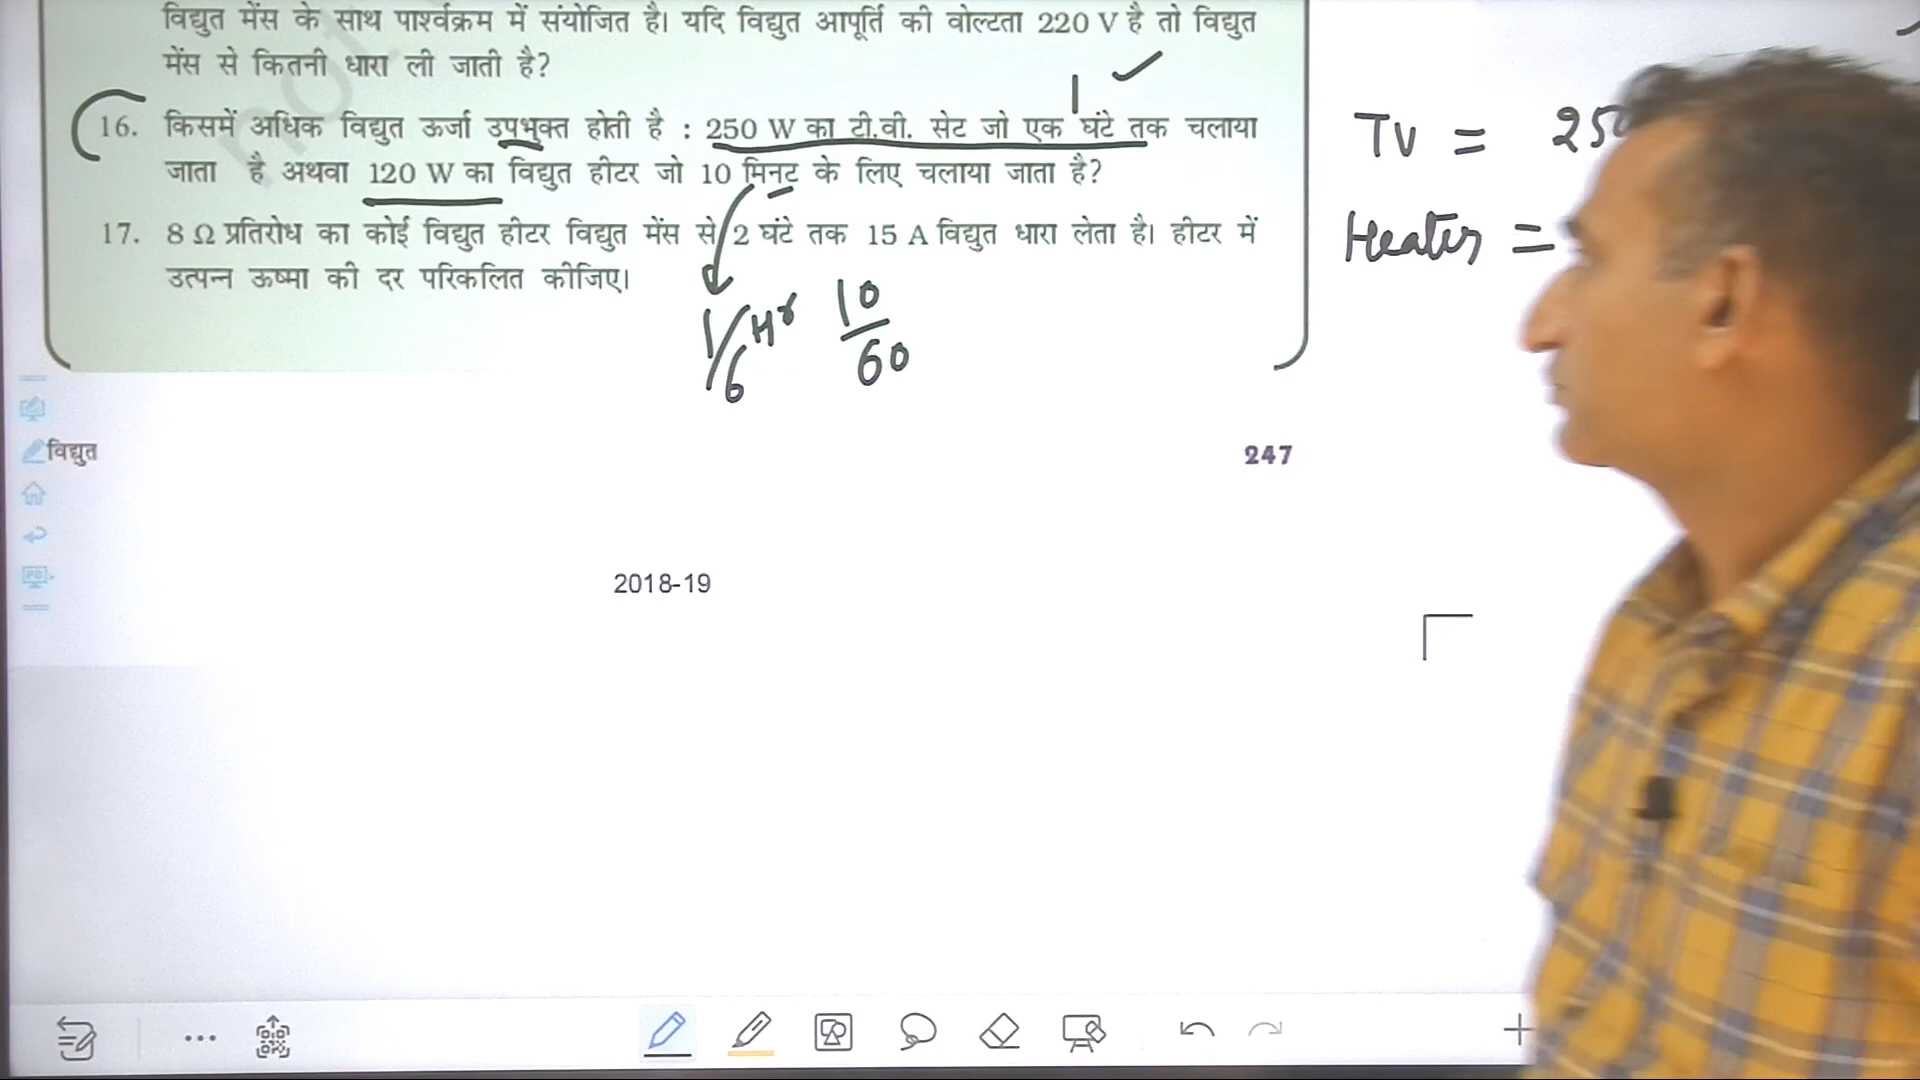 विद्युत मेंस के साथ पार्श्वक्रम में संयोजित है। यदि विद्युत आपूर्ति की वोल्टता 220 V है तो विद्युत
मेंस से कितनी धारा ली जाती है?
1
16. किसमें अधिक विद्युत ऊर्जा उपभुक्त होती है : 250 W का टी.वी. सेट जो एक घंटे तक चलाया
जाता है अथवा 120 W का विद्युत हीटर जो 10 मिनट के लिए चलाया जाता है?
17. 8 Ω प्रतिरोध का कोई विद्युत हीटर विद्युत मेंस से 2 घंटे तक 15 A विद्युत धारा लेता है। हीटर में
उत्पन्न ऊष्मा की दर परिकलित कीजिए।
1/6 Hr 10/60
TV = 250
Heater =
विद्युत
247
2018-19